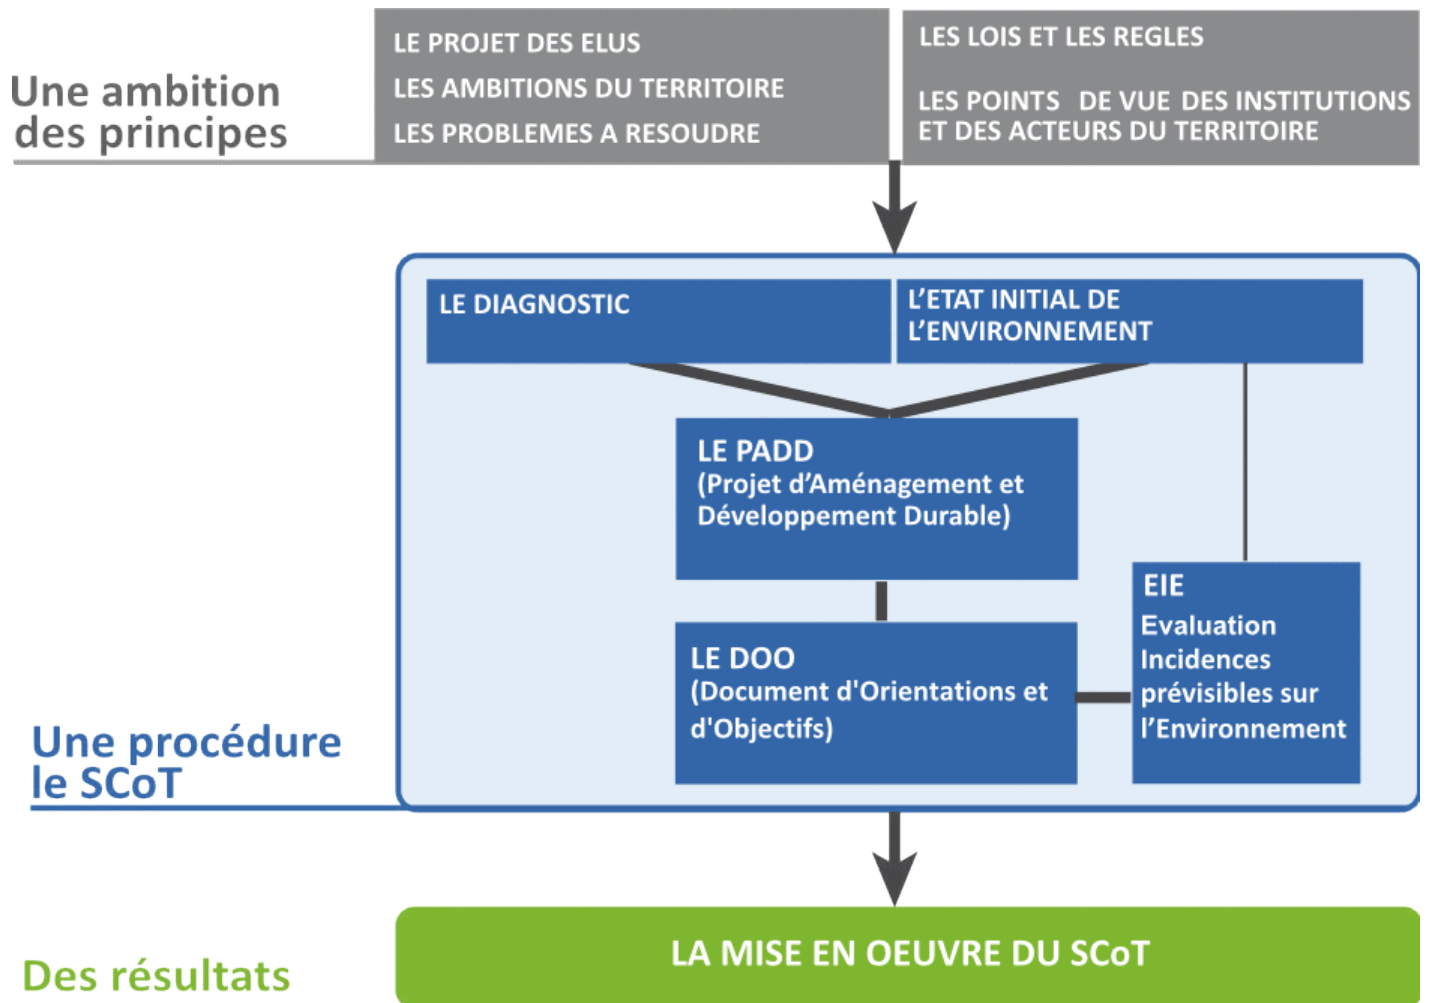 Une ambition
des principes
LE PROJET DES ELUS
LES AMBITIONS DU TERRITOIRE
LES PROBLEMES A RESOUDRE
LES LOIS ET LES REGLES
LES POINTS DE VUE DES INSTITUTIONS
ET DES ACTEURS DU TERRITOIRE
Une procédure
le SCoT
LE DIAGNOSTIC
L’ETAT INITIAL DE
L’ENVIRONNEMENT
LE PADD
(Projet d’Aménagement et
Développement Durable)
LE DOO
(Document d'Orientations et
d'Objectifs)
EIE
Evaluation
Incidences
prévisibles sur
l’Environnement
Des résultats
LA MISE EN OEUVRE DU SCoT